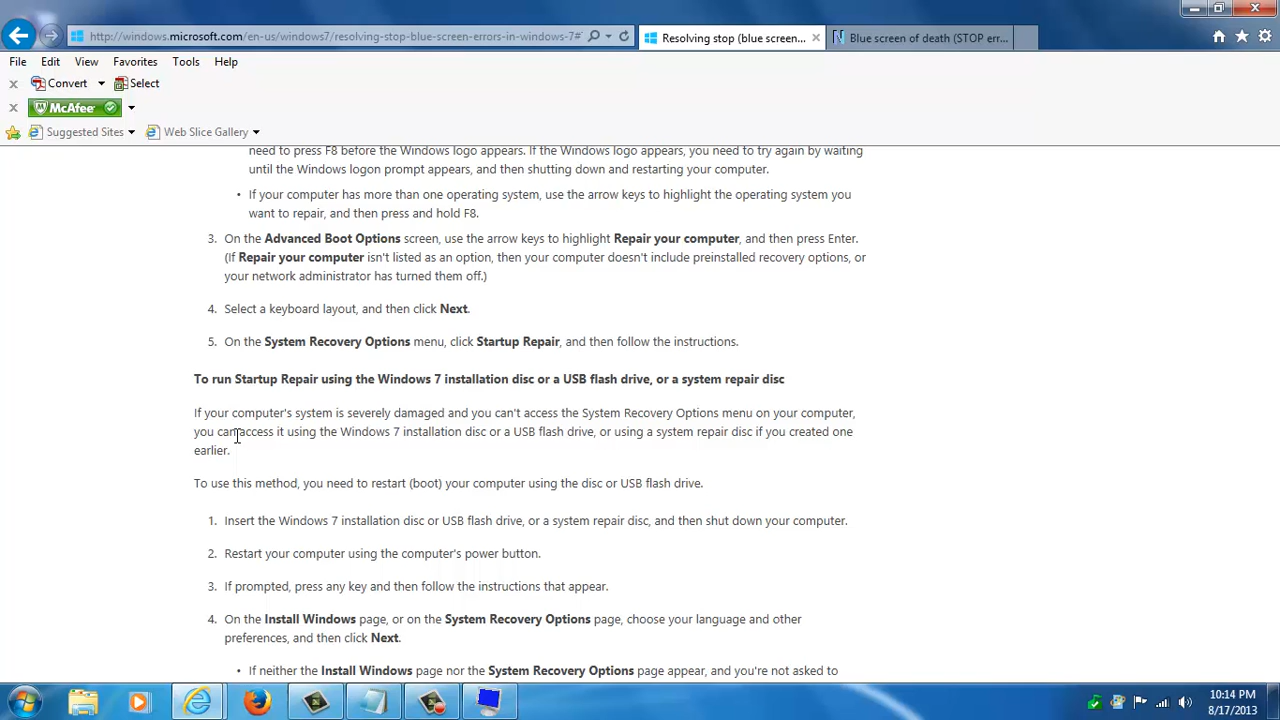 http://windows.microsoft.com/en-us/windows7/resolving-stop-blue-screen-errors-in-windows-7#
Resolving stop (blue screen...
Blue screen of death (STOP err...
File Edit View Favorites Tools Help
x Convert Select
x McAfee
Suggested Sites Web Slice Gallery
need to press F8 before the Windows logo appears. If the Windows logo appears, you need to try again by waiting
until the Windows logon prompt appears, and then shutting down and restarting your computer.
• If your computer has more than one operating system, use the arrow keys to highlight the operating system you
want to repair, and then press and hold F8.
3. On the Advanced Boot Options screen, use the arrow keys to highlight Repair your computer, and then press Enter.
(If Repair your computer isn't listed as an option, then your computer doesn't include preinstalled recovery options, or
your network administrator has turned them off.)
4. Select a keyboard layout, and then click Next.
5. On the System Recovery Options menu, click Startup Repair, and then follow the instructions.
To run Startup Repair using the Windows 7 installation disc or a USB flash drive, or a system repair disc
If your computer's system is severely damaged and you can't access the System Recovery Options menu on your computer,
you can access it using the Windows 7 installation disc or a USB flash drive, or using a system repair disc if you created one
earlier.
To use this method, you need to restart (boot) your computer using the disc or USB flash drive.
1. Insert the Windows 7 installation disc or USB flash drive, or a system repair disc, and then shut down your computer.
2. Restart your computer using the computer's power button.
3. If prompted, press any key and then follow the instructions that appear.
4. On the Install Windows page, or on the System Recovery Options page, choose your language and other
preferences, and then click Next.
• If neither the Install Windows page nor the System Recovery Options page appear, and you're not asked to
10:14 PM
8/17/2013